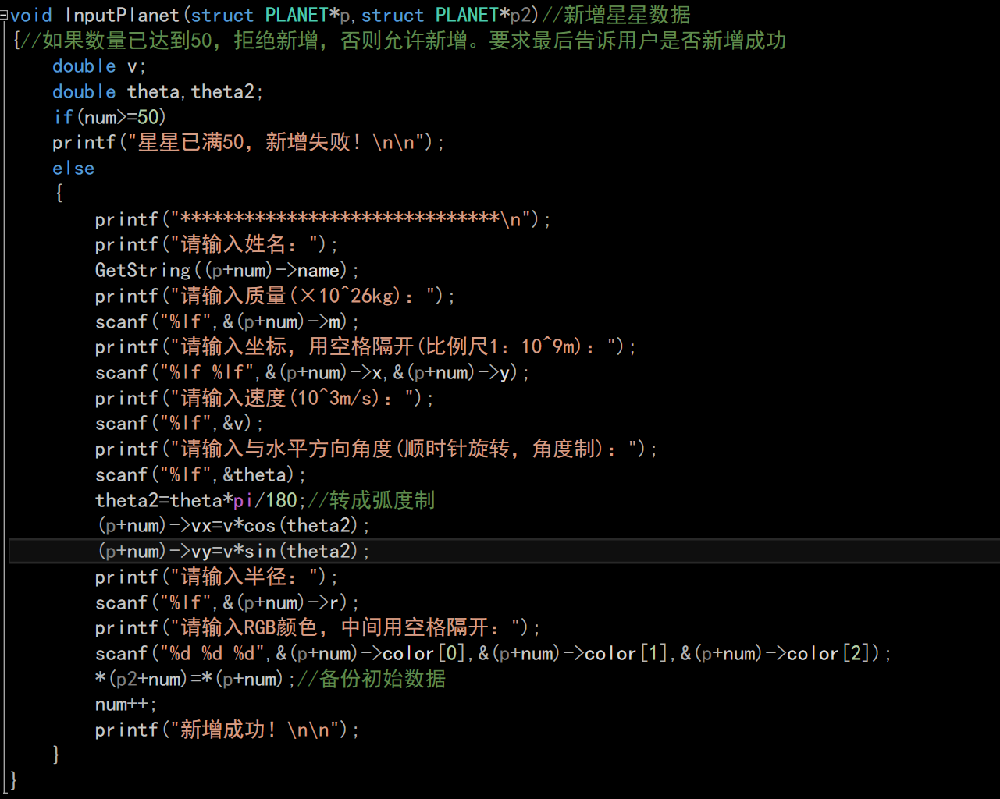 void InputPlanet(struct PLANET*p,struct PLANET*p2)//新增星星数据
{//如果数量已达到50，拒绝新增，否则允许新增。要求最后告诉用户是否新增成功
    double v;
    double theta,theta2;
    if(num>=50)
    printf("星星已满50，新增失败！\n\n");
    else
    {
        printf("******************************\n");
        printf("请输入姓名：");
        GetString((p+num)->name);
        printf("请输入质量(×10^26kg)：");
        scanf("%lf",&(p+num)->m);
        printf("请输入坐标，用空格隔开(比例尺1：10^9m)：");
        scanf("%lf %lf",&(p+num)->x,&(p+num)->y);
        printf("请输入速度(10^3m/s)：");
        scanf("%lf",&v);
        printf("请输入与水平方向角度(顺时针旋转，角度制)：");
        scanf("%lf",&theta);
        theta2=theta*pi/180;//转成弧度制
        (p+num)->vx=v*cos(theta2);
        (p+num)->vy=v*sin(theta2);
        printf("请输入半径：");
        scanf("%lf",&(p+num)->r);
        printf("请输入RGB颜色，中间用空格隔开：");
        scanf("%d %d %d",&(p+num)->color[0],&(p+num)->color[1],&(p+num)->color[2]);
        *(p2+num)=*(p+num);//备份初始数据
        num++;
        printf("新增成功！\n\n");
    }
}